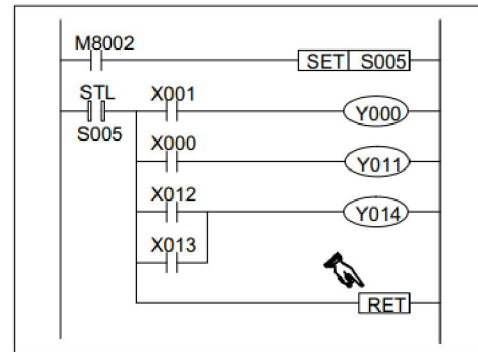 M8002
SET S005
STL X001
Y000
S005
X000
Y011
X012
Y014
X013
RET